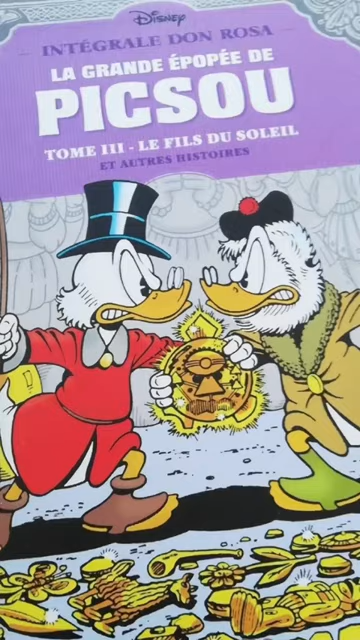 Disney
INTÉGRALE DON ROSA
LA GRANDE ÉPOPÉE DE
PICSOU
TOME III - LE FILS DU SOLEIL
ET AUTRES HISTOIRES